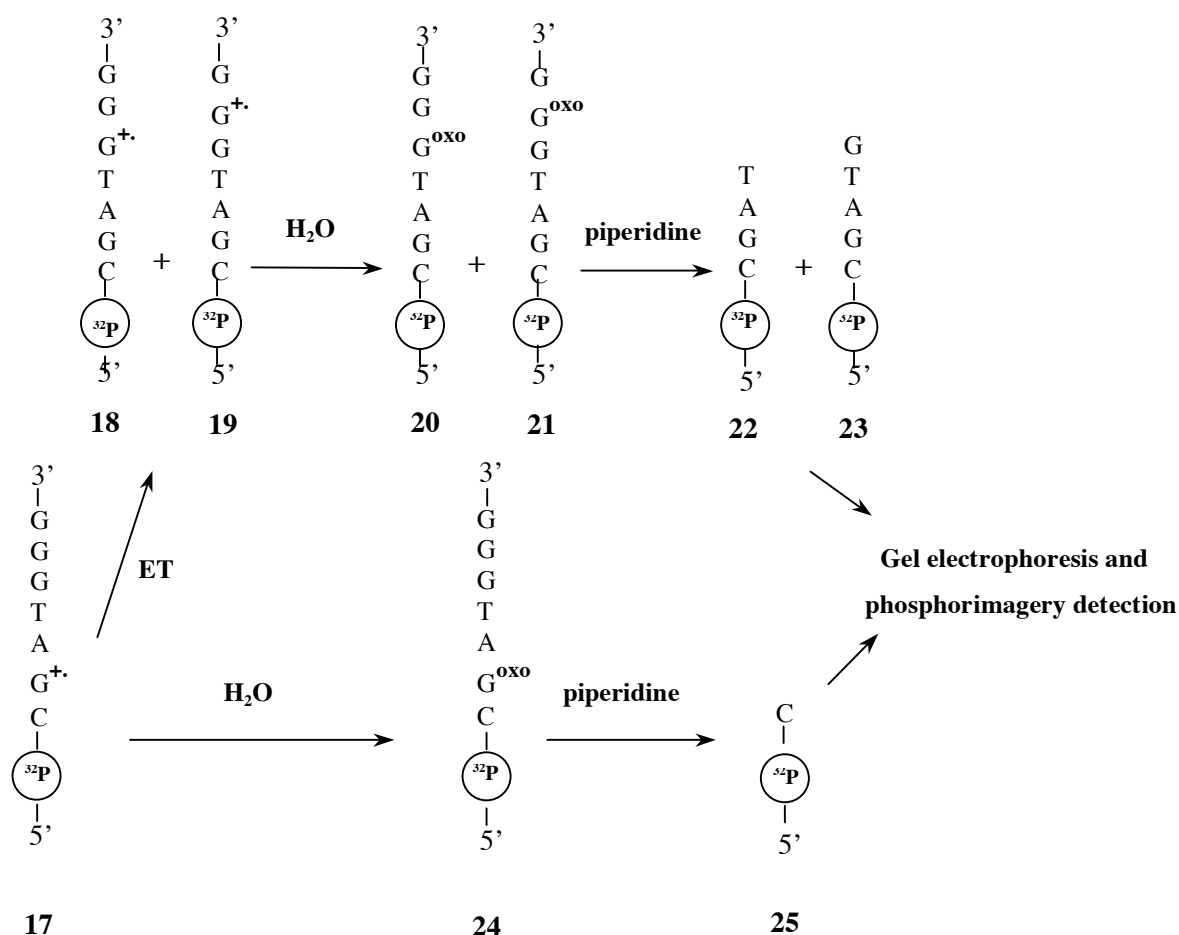 3’ 3’ 3’ 3’
G G G G
G G+. G Goxo
G+. G Goxo G G
T T T T T T
A A A A A A
G G G G G G
C + C C + C C + C
H2O
piperidine
32P 32P 32P 32P 32P 32P
5’ 5’ 5’ 5’ 5’ 5’
18 19 20 21 22 23
3’ 3’
G G
G G
G G
T T
A A
G+. Goxo
C C C
ET
Gel electrophoresis and
phosphorimagery detection
H2O
piperidine
32P 32P 32P
5’ 5’ 5’
17 24 25